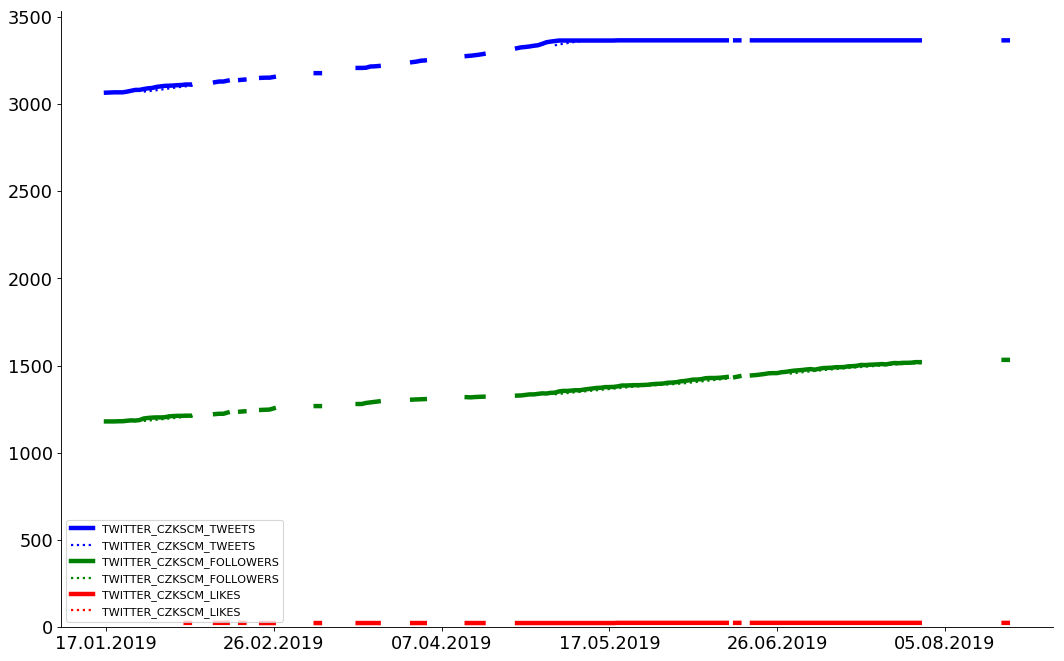 3500
3000
2500
2000
1500
1000
500
0
TWITTER_CZKSCM_TWEETS
TWITTER_CZKSCM_TWEETS
TWITTER_CZKSCM_FOLLOWERS
TWITTER_CZKSCM_FOLLOWERS
TWITTER_CZKSCM_LIKES
TWITTER_CZKSCM_LIKES
17.01.2019 26.02.2019 07.04.2019 17.05.2019 26.06.2019 05.08.2019